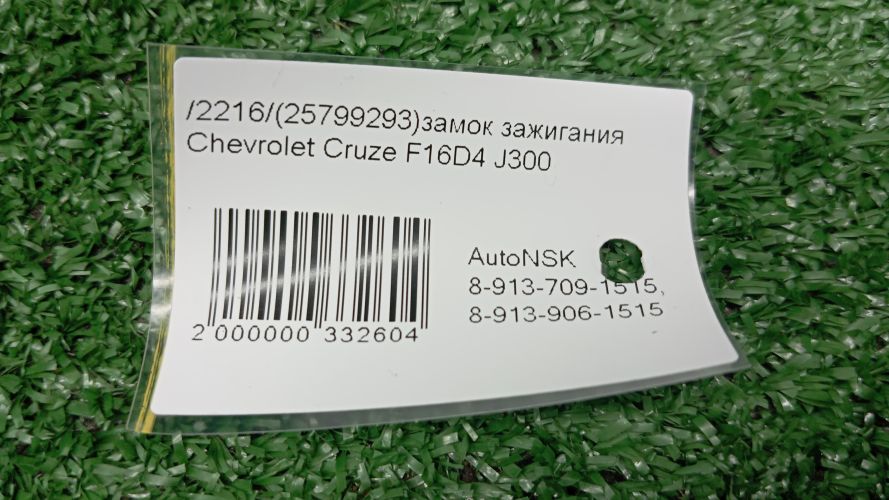 /2216/(25799293)замок зажигания
Chevrolet Cruze F16D4 J300
AutoNSK
8-913-709-1515,
8-913-906-1515
2 000000 332604